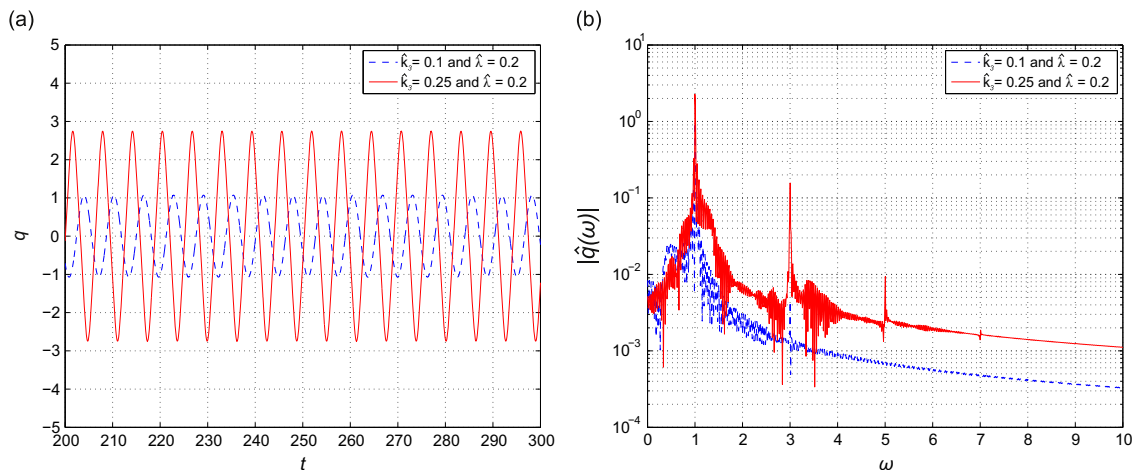 (a)
5
4
3
2
1
0
−1
−2
−3
−4
−5
q
200 210 220 230 240 250 260 270 280 290 300
t
k̂₃= 0.1 and λ̂ = 0.2
k̂₃= 0.25 and λ̂ = 0.2
(b)
10¹
10⁰
10⁻¹
10⁻²
10⁻³
10⁻⁴
|q̂(ω)|
0 1 2 3 4 5 6 7 8 9 10
ω
k̂₃= 0.1 and λ̂ = 0.2
k̂₃= 0.25 and λ̂ = 0.2